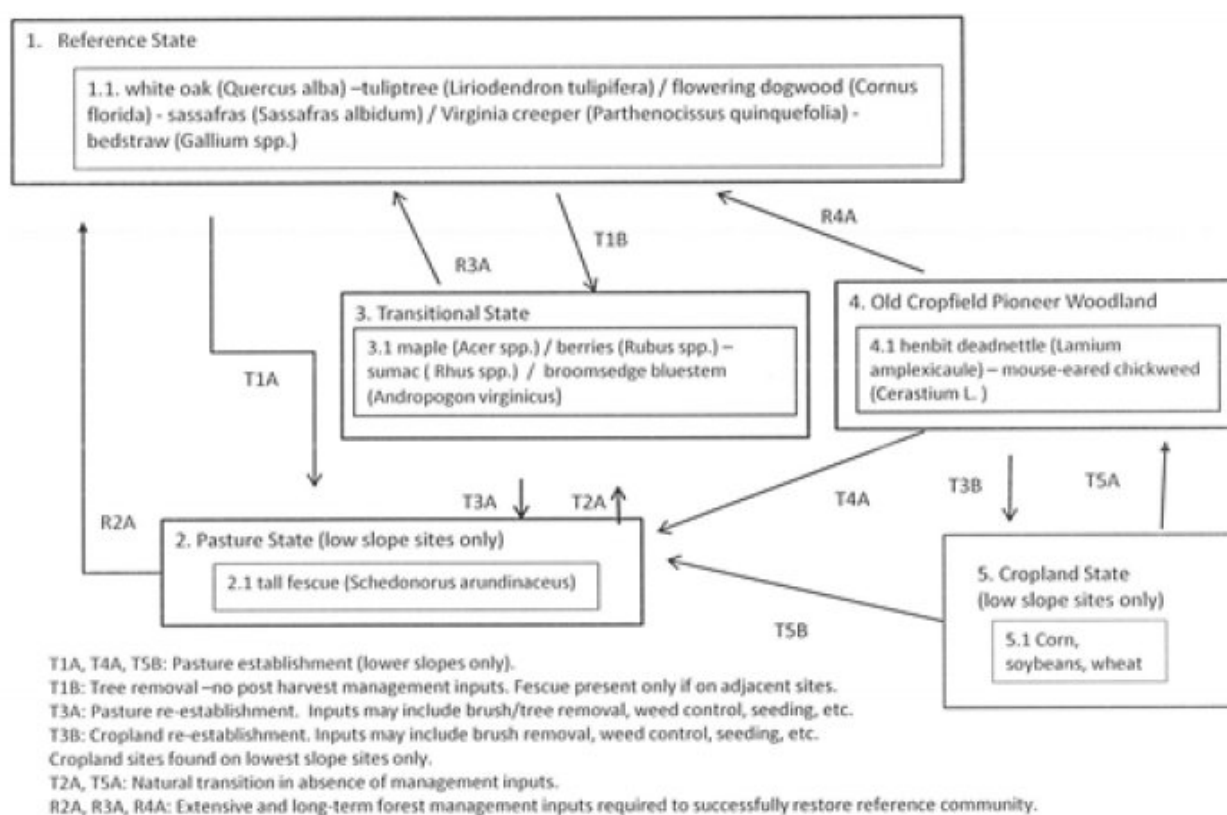 1. Reference State
1.1. white oak (Quercus alba) –tuliptree (Liriodendron tulipifera) / flowering dogwood (Cornus
florida) - sassafras (Sassafras albidum) / Virginia creeper (Parthenocissus quinquefolia) -
bedstraw (Gallium spp.)
R4A
T1B
R3A
3. Transitional State
3.1 maple (Acer spp.) / berries (Rubus spp.) –
sumac ( Rhus spp.) / broomsedge bluestem
(Andropogon virginicus)
4. Old Cropfield Pioneer Woodland
4.1 henbit deadnettle (Lamium
amplexicaule) – mouse-eared chickweed
(Cerastium L. )
T1A
R2A
T3A
T2A
T4A
T3B
T5A
2. Pasture State (low slope sites only)
2.1 tall fescue (Schedonorus arundinaceus)
5. Cropland State
(low slope sites only)
5.1 Corn,
soybeans, wheat
T5B
T1A, T4A, T5B: Pasture establishment (lower slopes only).
T1B: Tree removal –no post harvest management inputs. Fescue present only if on adjacent sites.
T3A: Pasture re-establishment. Inputs may include brush/tree removal, weed control, seeding, etc.
T3B: Cropland re-establishment. Inputs may include brush removal, weed control, seeding, etc.
Cropland sites found on lowest slope sites only.
T2A, T5A: Natural transition in absence of management inputs.
R2A, R3A, R4A: Extensive and long-term forest management inputs required to successfully restore reference community.